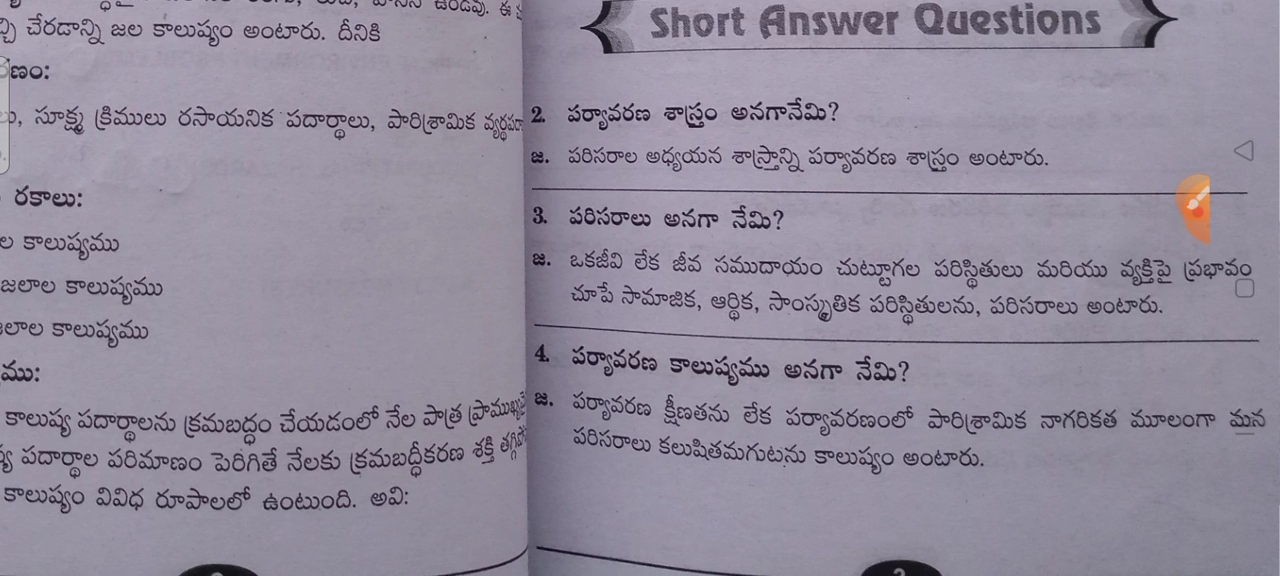 చ్చి చేరడాన్ని జల కాలుష్యం అంటారు. దీనికి
సూక్ష్మ క్రిములు రసాయనిక పదార్థాలు, పారిశ్రామిక
రకాలు:
కాలుష్యము
జలాల కాలుష్యము
కాలుష్యము
కాలుష్య పదార్థాలను క్రమబద్ధం చేయడంలో నేల పాత్ర
పదార్థాల పరిమాణం పెరిగితే నేలకు క్రమబద్ధీకరణ శక్తి
కాలుష్యం వివిధ రూపాలలో ఉంటుంది. అవి:
Short Answer Questions
2. పర్యావరణ శాస్త్రం అనగానేమి?
జ. పరిసరాల అధ్యయన శాస్త్రాన్ని పర్యావరణ శాస్త్రం అంటారు.
3. పరిసరాలు అనగా నేమి?
జ. ఒకజీవి లేక జీవ సముదాయం చుట్టూగల పరిస్థితులు మరియు వ్యక్తిపై ప్రభావం
చూపే సామాజిక, ఆర్థిక, సాంస్కృతిక పరిస్థితులను, పరిసరాలు అంటారు.
4. పర్యావరణ కాలుష్యము అనగా నేమి?
జ. పర్యావరణ క్షీణతను లేక పర్యావరణంలో పారిశ్రామిక నాగరికత మూలంగా మన
పరిసరాలు కలుషితమగుటను కాలుష్యం అంటారు.